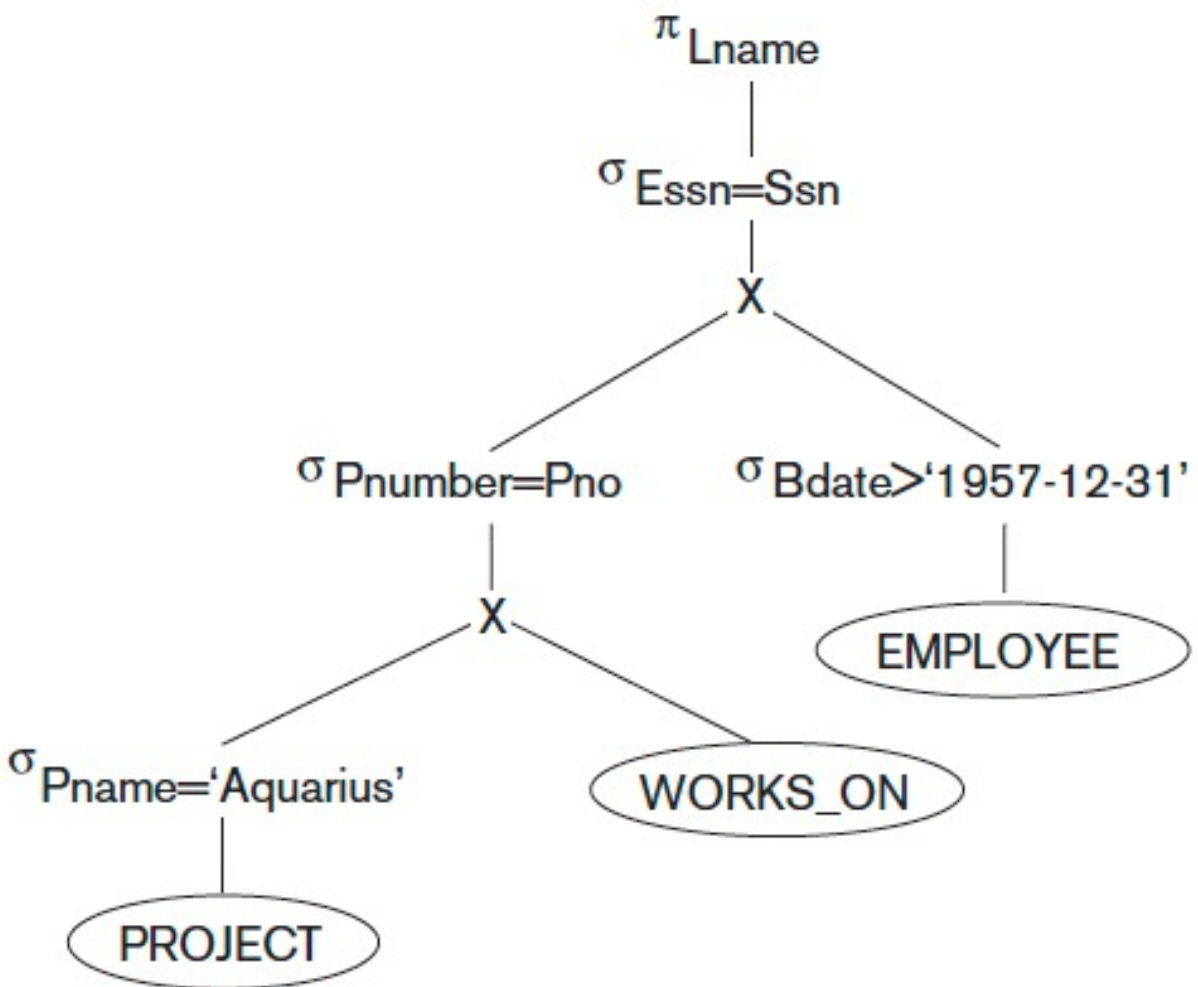 π Lname
σ Essn=Ssn
X
σ Pnumber=Pno
σ Bdate>‘1957-12-31’
X
EMPLOYEE
σ Pname=‘Aquarius’
WORKS_ON
PROJECT